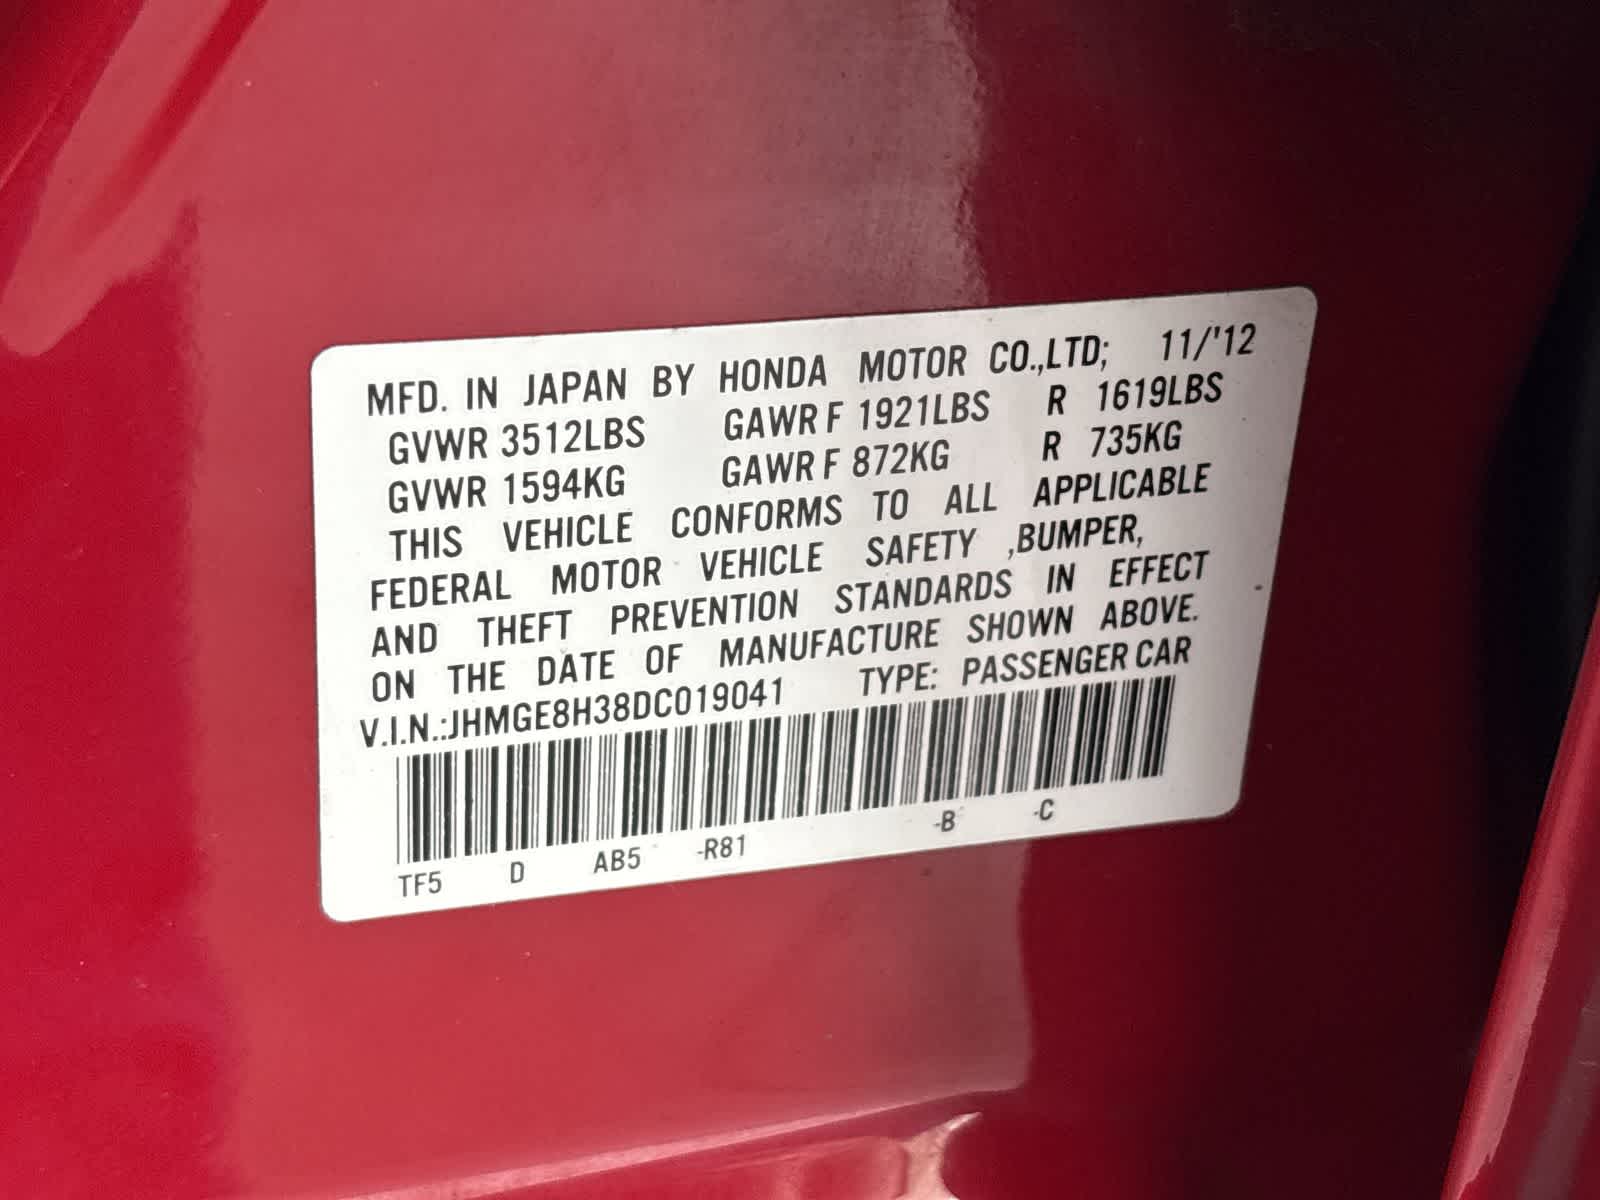 MFD. IN JAPAN BY HONDA MOTOR CO.,LTD; 11/'12
GVWR 3512LBS GAWR F 1921LBS R 1619LBS
GVWR 1594KG GAWR F 872KG R 735KG
THIS VEHICLE CONFORMS TO ALL APPLICABLE
FEDERAL MOTOR VEHICLE SAFETY ,BUMPER,
AND THEFT PREVENTION STANDARDS IN EFFECT
ON THE DATE OF MANUFACTURE SHOWN ABOVE.
V.I.N.:JHMGE8H38DC019041 TYPE: PASSENGER CAR
TF5 D AB5 -R81 -B -C